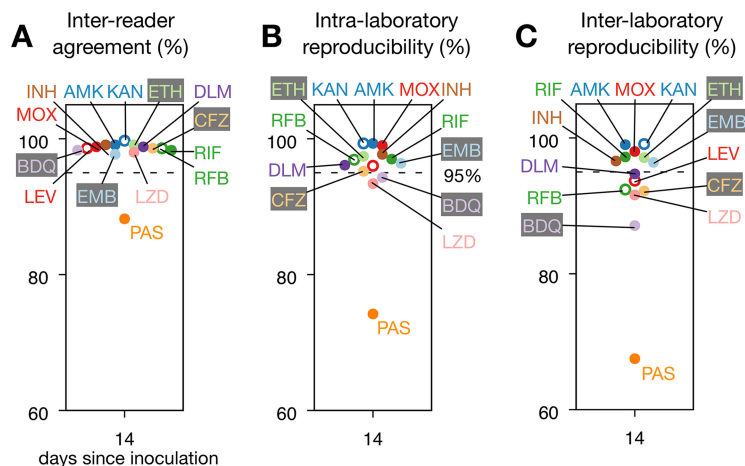 A
Inter-reader
agreement (%)
INH AMK KAN ETH DLM
MOX
CFZ
100
BDQ
RIF
RFB
LEV
EMB
LZD
PAS
80
60
14
days since inoculation
B
Intra-laboratory
reproducibility (%)
ETH KAN AMK MOX INH
RFB
RIF
100
EMB
DLM
95%
CFZ
BDQ
LZD
80
PAS
60
14
C
Inter-laboratory
reproducibility (%)
RIF AMK MOX KAN ETH
INH
EMB
100
LEV
DLM
CFZ
RFB
LZD
BDQ
80
PAS
60
14